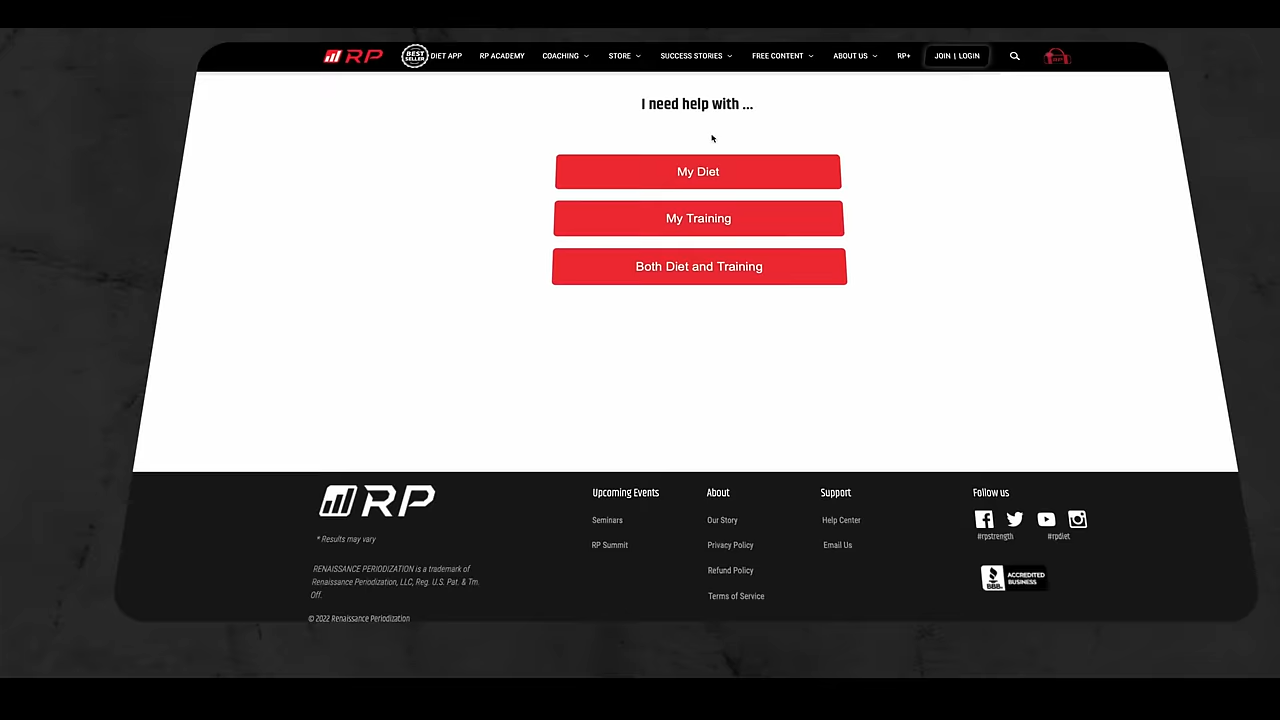 RP
BEST SELLER
DIET APP
RP ACADEMY
COACHING
STORE
SUCCESS STORIES
FREE CONTENT
ABOUT US
RP+
JOIN | LOGIN
RP
I need help with ...
My Diet
My Training
Both Diet and Training
RP
* Results may vary
RENAISSANCE PERIODIZATION is a trademark of
Renaissance Periodization, LLC, Reg. U.S. Pat. & Tm.
Off.
© 2022 Renaissance Periodization
Upcoming Events
Seminars
RP Summit
About
Our Story
Privacy Policy
Refund Policy
Terms of Service
Support
Help Center
Email Us
Follow us
#rpstrength
#rpdiet
BBB.
ACCREDITED
BUSINESS